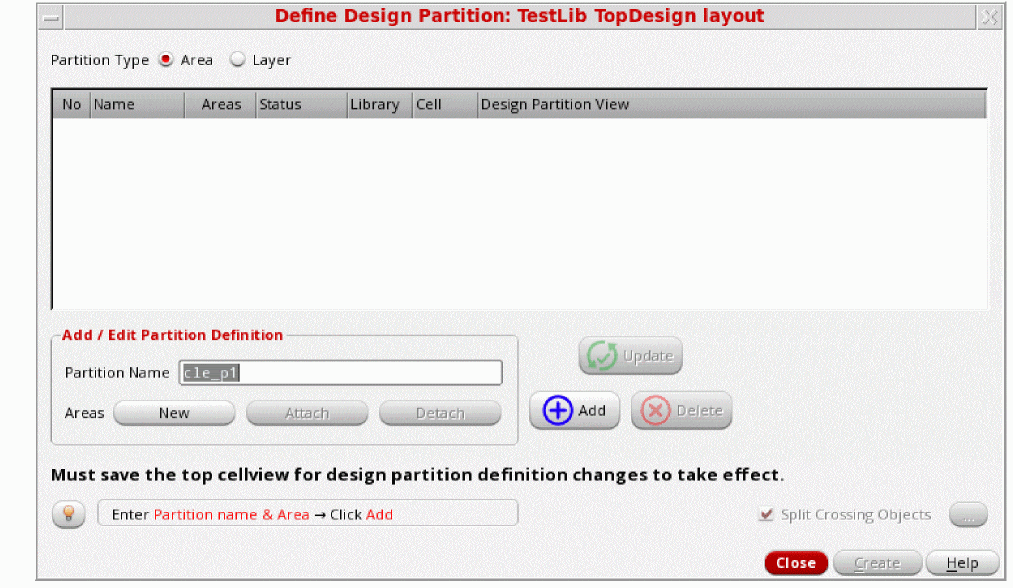 Define Design Partition: TestLib TopDesign layout
Partition Type Area Layer
No Name Areas Status Library Cell Design Partition View
Add / Edit Partition Definition
Partition Name cle_p1
Update
Areas New Attach Detach
Add Delete
Must save the top cellview for design partition definition changes to take effect.
Enter Partition name & Area → Click Add
Split Crossing Objects ...
Close Create Help